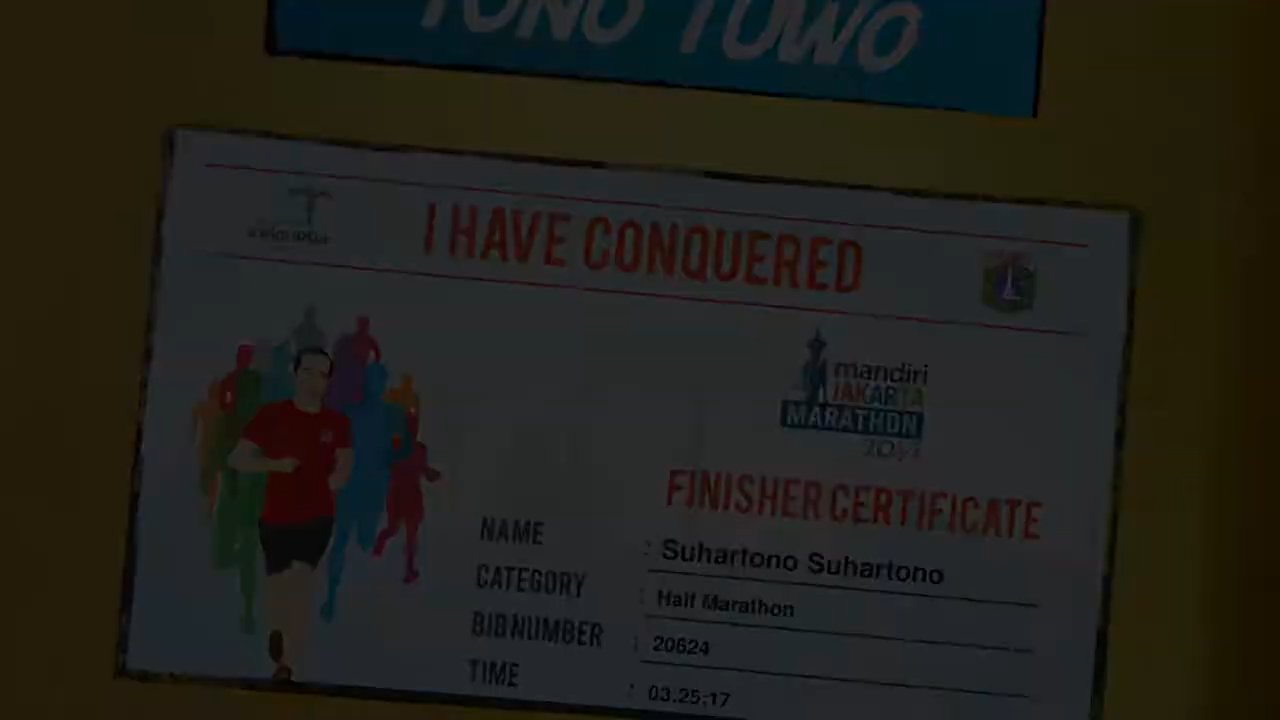 TONO TUWO
I HAVE CONQUERED
mandiri
JAKARTA
MARATHON
FINISHER CERTIFICATE
NAME : Suhartono Suhartono
CATEGORY : Half Marathon
BIB NUMBER : 20624
TIME : 03.25:17